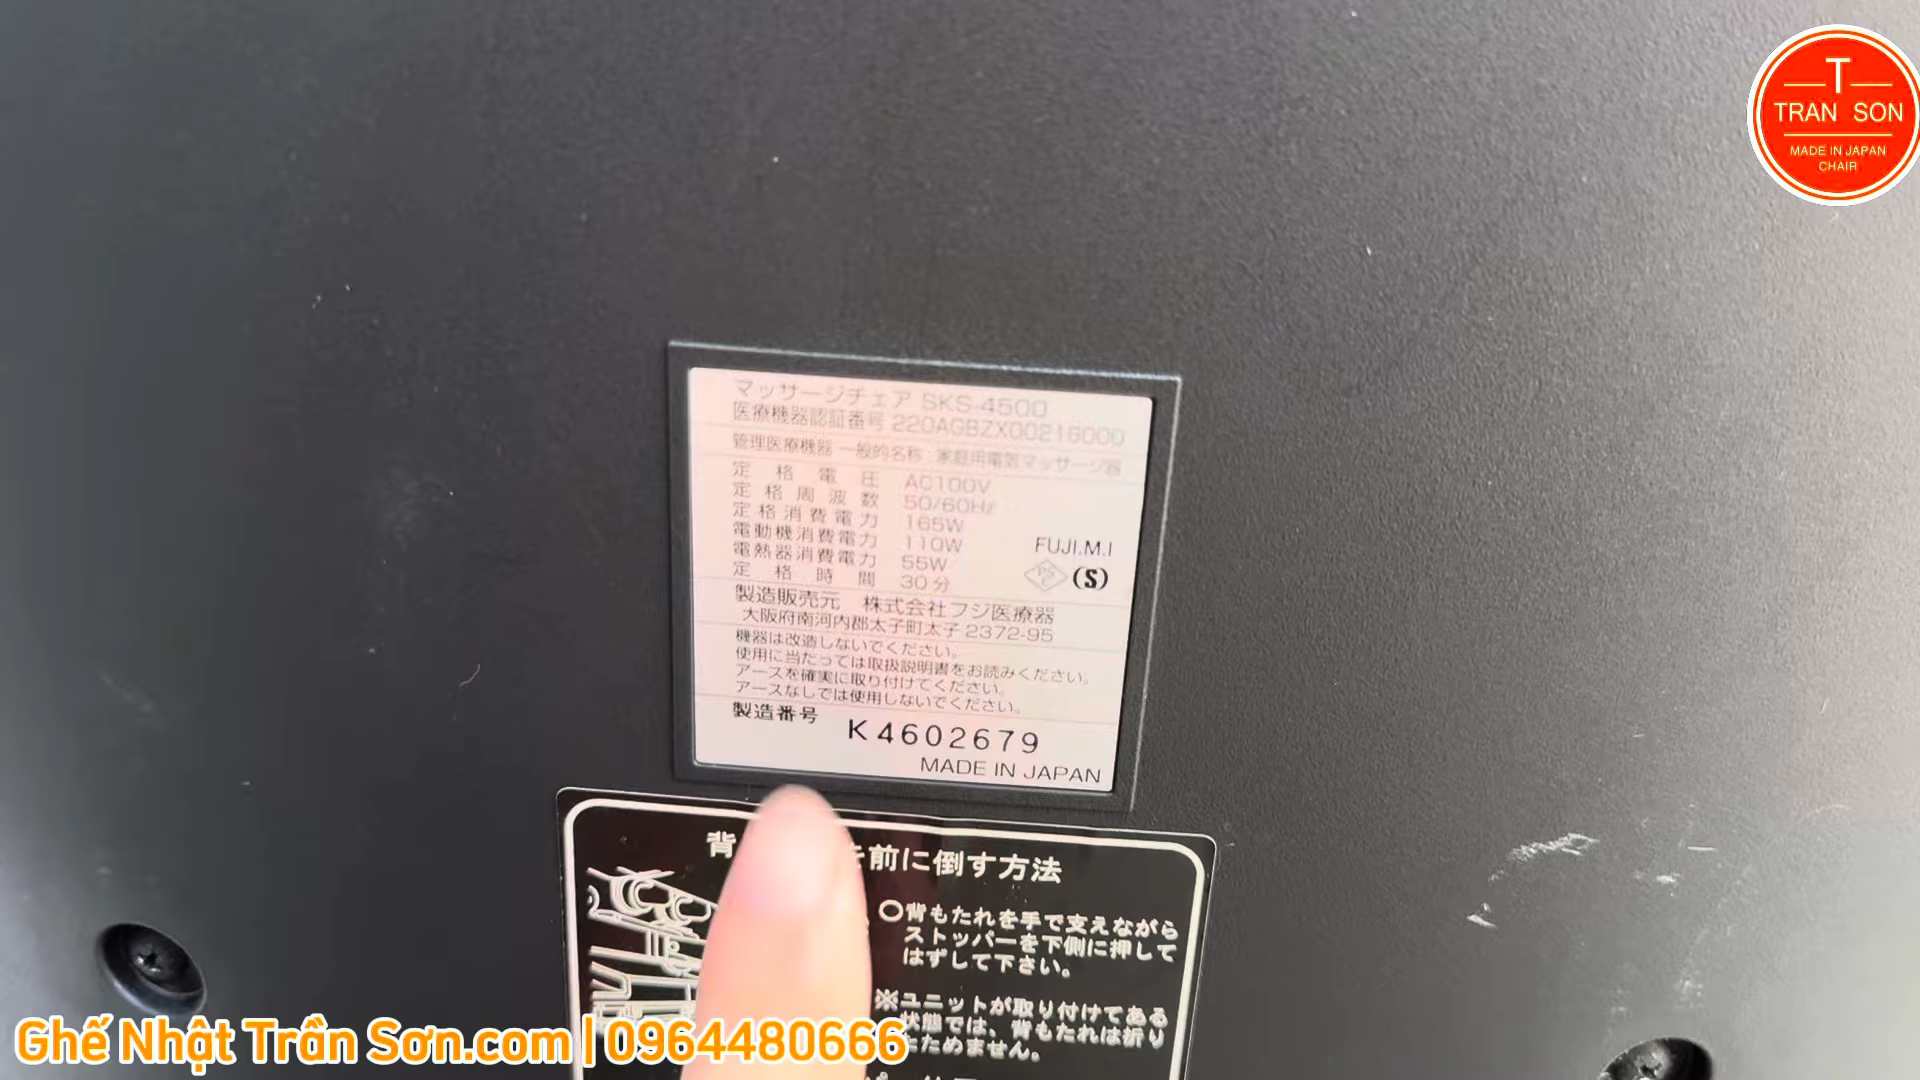 T
TRAN SON
MADE IN JAPAN
CHAIR
マッサージチェア SKS-4600
医療機器認証番号 220AGBZX00216000
管理医療機器 一般的名称 家庭用電気マッサージ器
定格電圧 AC100V
定格周波数 50/60Hz
定格消費電力 165W
電動機消費電力 110W
電熱器消費電力 55W
定格時間 30分
FUJI.M.I
PS
E
(S)
製造販売元 株式会社フジ医療器
大阪府南河内郡太子町太子2372-95
機器は改造しないでください。
使用に当たっては取扱説明書をお読みください。
アースを確実に取り付けてください。
アースなしでは使用しないでください。
製造番号 K4602679
MADE IN JAPAN
背 を前に倒す方法
○背もたれを手で支えながら
ストッパーを下側に押して
はずして下さい。
※ユニットが取り付けてある
状態では、背もたれは折り
たためません。
Ghế Nhật Trần Sơn.com | 0964480666